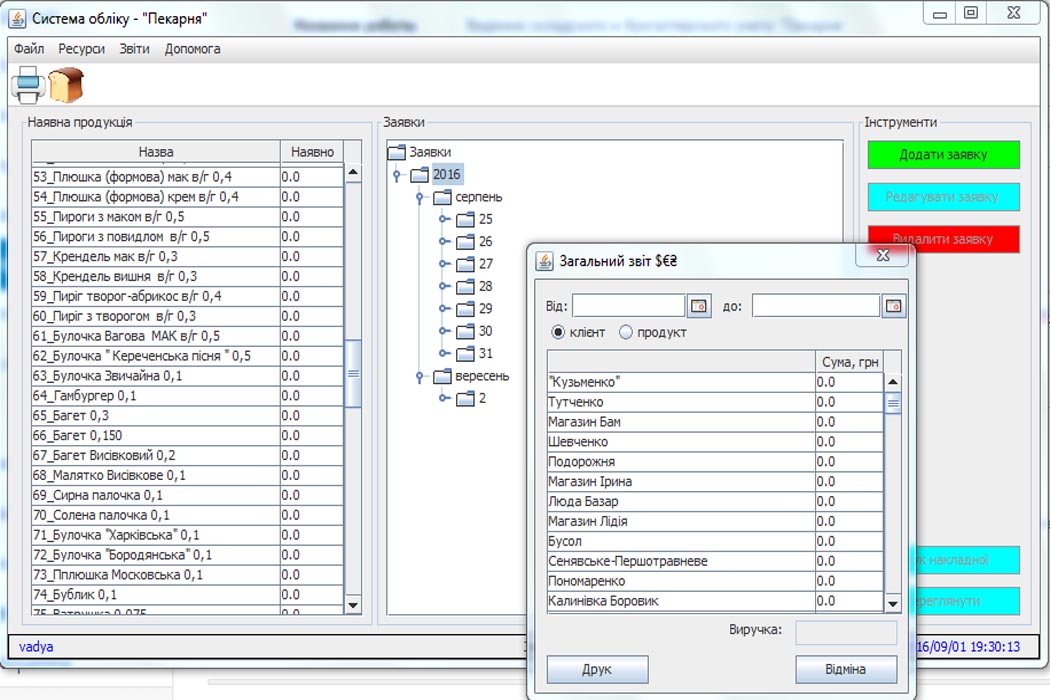 Система обліку - "Пекарня"
Файл Ресурси Звіти Допомога
Наявна продукція
Назва Наявно
53_Плюшка (формова) мак в/г 0,4 0.0
54_Плюшка (формова) крем в/г 0,4 0.0
55_Пироги з маком в/г 0,5 0.0
56_Пироги з повидлом в/г 0,5 0.0
57_Крендель мак в/г 0,3 0.0
58_Крендель вишня в/г 0,3 0.0
59_Пиріг творог-абрикос в/г 0,4 0.0
60_Пиріг з творогом в/г 0,3 0.0
61_Булочка Вагова МАК в/г 0,5 0.0
62_Булочка " Кереченська пісня " 0,5 0.0
63_Булочка Звичайна 0,1 0.0
64_Гамбургер 0,1 0.0
65_Багет 0,3 0.0
66_Багет 0,150 0.0
67_Багет Висівковий 0,2 0.0
68_Малятко Висівкове 0,1 0.0
69_Сирна палочка 0,1 0.0
70_Солена палочка 0,1 0.0
71_Булочка "Харківська" 0,1 0.0
72_Булочка "Бородянська" 0,1 0.0
73_Пплюшка Московська 0,1 0.0
74_Бублик 0,1 0.0
75_Ватрушка 0,075
Заявки
Заявки
2016
серпень
25
26
27
28
29
30
31
вересень
2
Інструменти
Додати заявку
Редагувати заявку
Видалити заявку
Загальний звіт $€₴
Від: до:
клієнт продукт
Сума, грн
"Кузьменко" 0.0
Тутченко 0.0
Магазин Бам 0.0
Шевченко 0.0
Подорожня 0.0
Магазин Ірина 0.0
Люда Базар 0.0
Магазин Лідія 0.0
Бусол 0.0
Сенявське-Першотравневе 0.0
Пономаренко 0.0
Калинівка Боровик 0.0
Виручка:
Друк Відміна
накладної
vadya
16/09/01 19:30:13